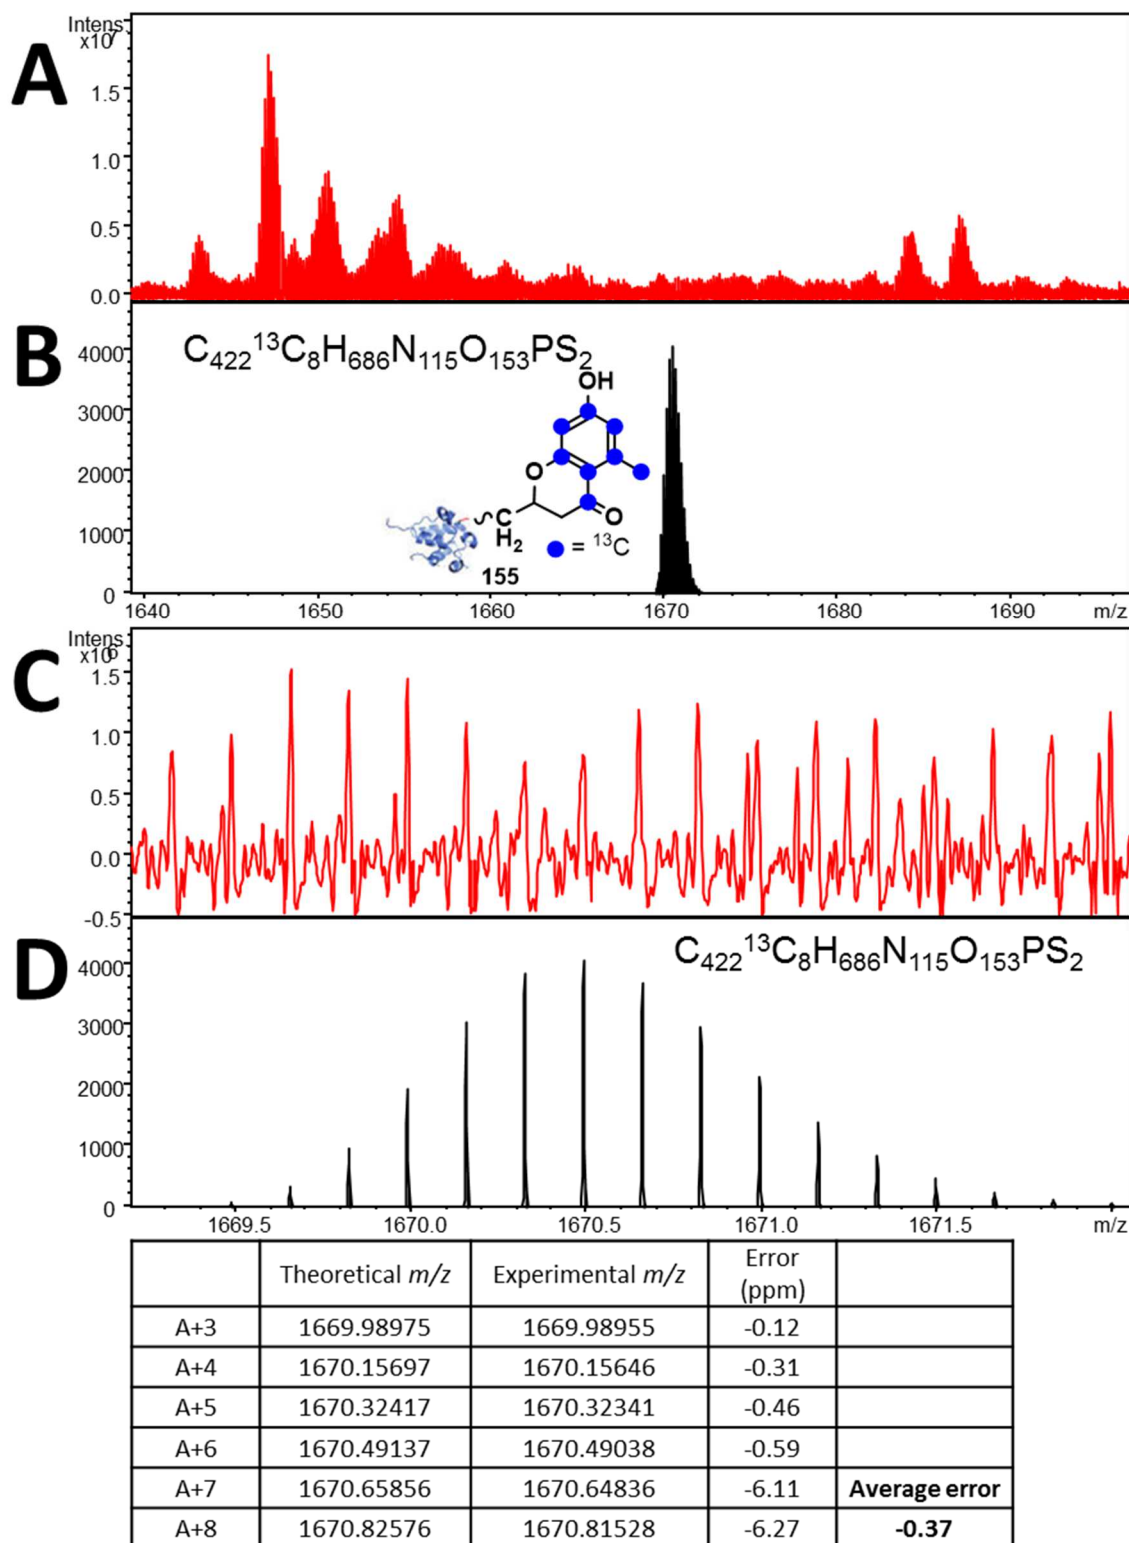 A
Intens.
x10⁷
1.5
1.0
0.5
0.0
B
C₄₂₂¹³C₈H₆₈₆N₁₁₅O₁₅₃PS₂
4000
3000
2000
1000
0
OH
O
O
C
H₂
= ¹³C
155
1640 1650 1660 1670 1680 1690 m/z
C
Intens.
x10⁶
1.5
1.0
0.5
0.0
-0.5
D
C₄₂₂¹³C₈H₆₈₆N₁₁₅O₁₅₃PS₂
4000
3000
2000
1000
0
1669.5 1670.0 1670.5 1671.0 1671.5 m/z
Theoretical m/z Experimental m/z Error (ppm)
A+3 1669.98975 1669.98955 -0.12
A+4 1670.15697 1670.15646 -0.31
A+5 1670.32417 1670.32341 -0.46
A+6 1670.49137 1670.49038 -0.59
A+7 1670.65856 1670.64836 -6.11 Average error
A+8 1670.82576 1670.81528 -6.27 -0.37